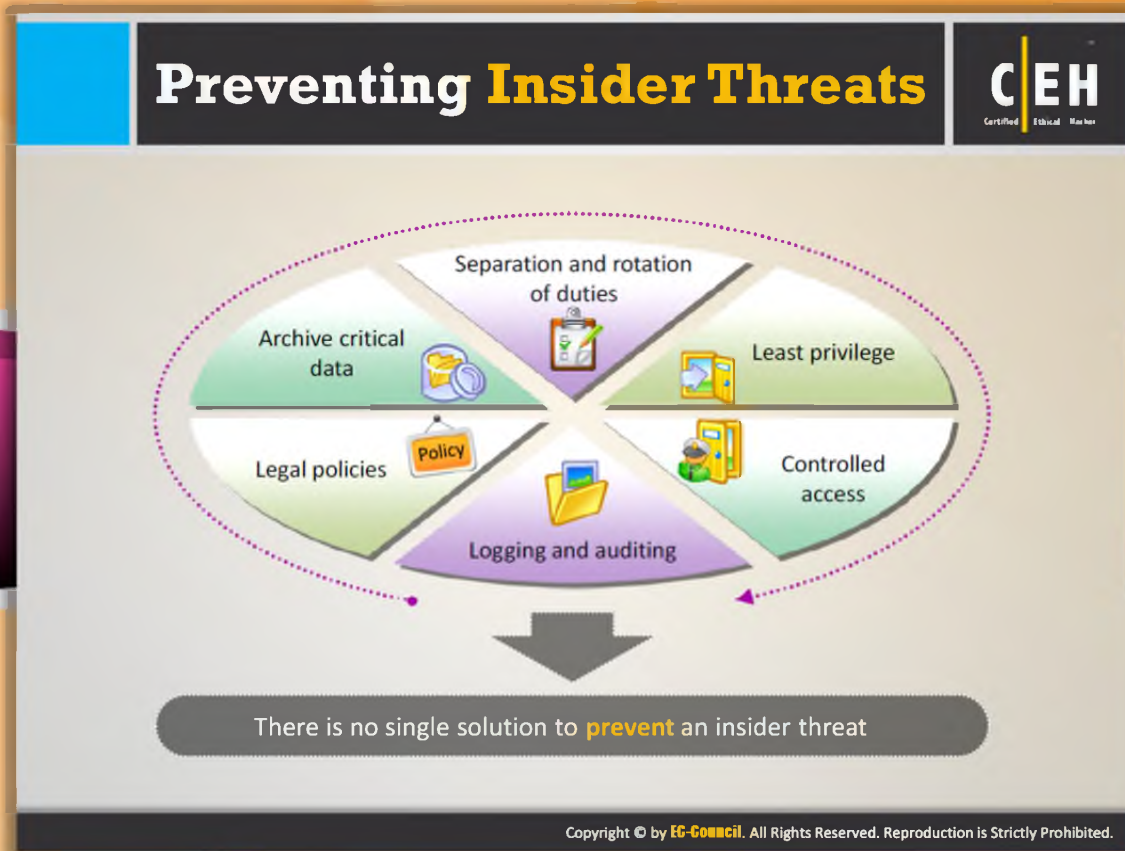 Preventing Insider Threats
C EH
Certified Ethical Hacker
Separation and rotation
of duties
Archive critical
data
Least privilege
Legal policies
Policy
Controlled
access
Logging and auditing
There is no single solution to prevent an insider threat
Copyright © by EC-Council. All Rights Reserved. Reproduction is Strictly Prohibited.